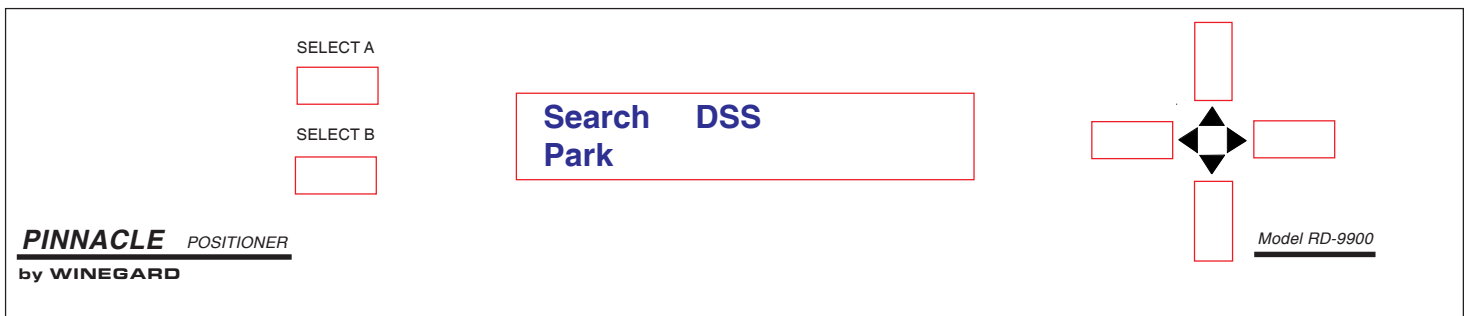 SELECT A
Search DSS
SELECT B
Park
PINNACLE POSITIONER
Model RD-9900
by WINEGARD